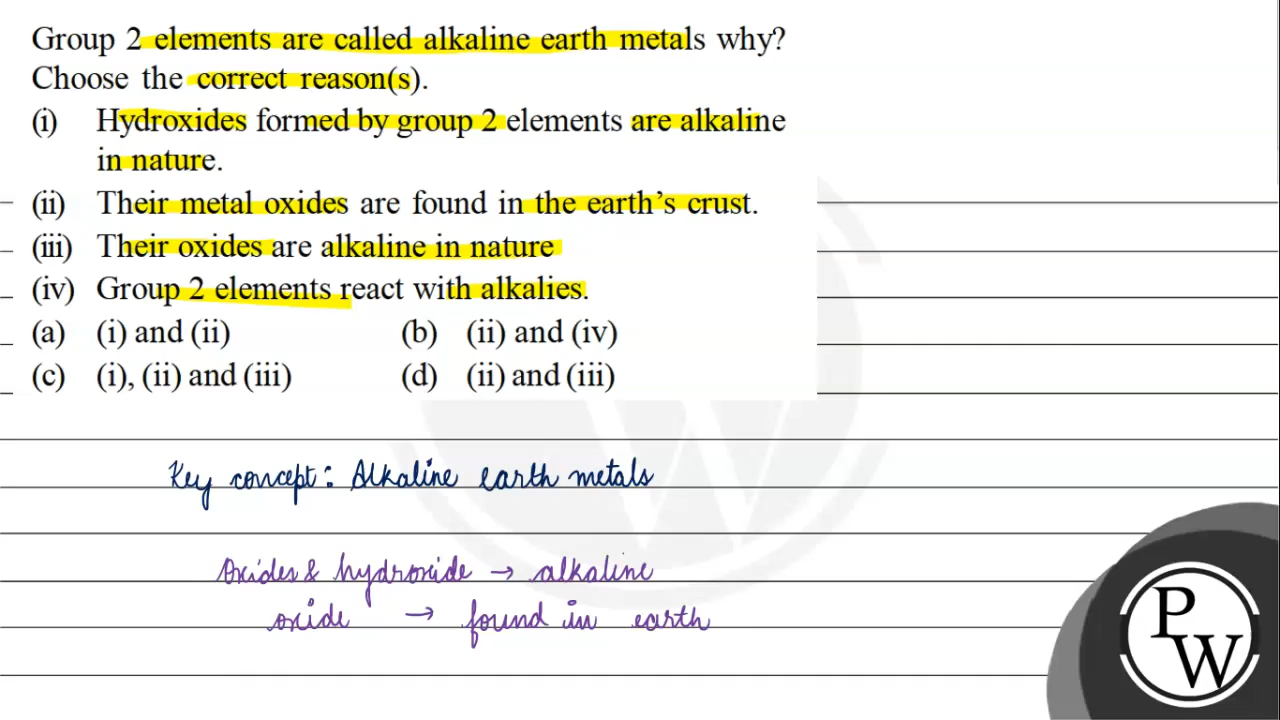 Group 2 elements are called alkaline earth metals why?
Choose the correct reason(s).
(i) Hydroxides formed by group 2 elements are alkaline
in nature.
(ii) Their metal oxides are found in the earth's crust.
(iii) Their oxides are alkaline in nature
(iv) Group 2 elements react with alkalies.
(a) (i) and (ii) (b) (ii) and (iv)
(c) (i), (ii) and (iii) (d) (ii) and (iii)
Key concept: Alkaline earth metals
Oxides & hydroxide → alkaline
oxide → found in earth
P
W